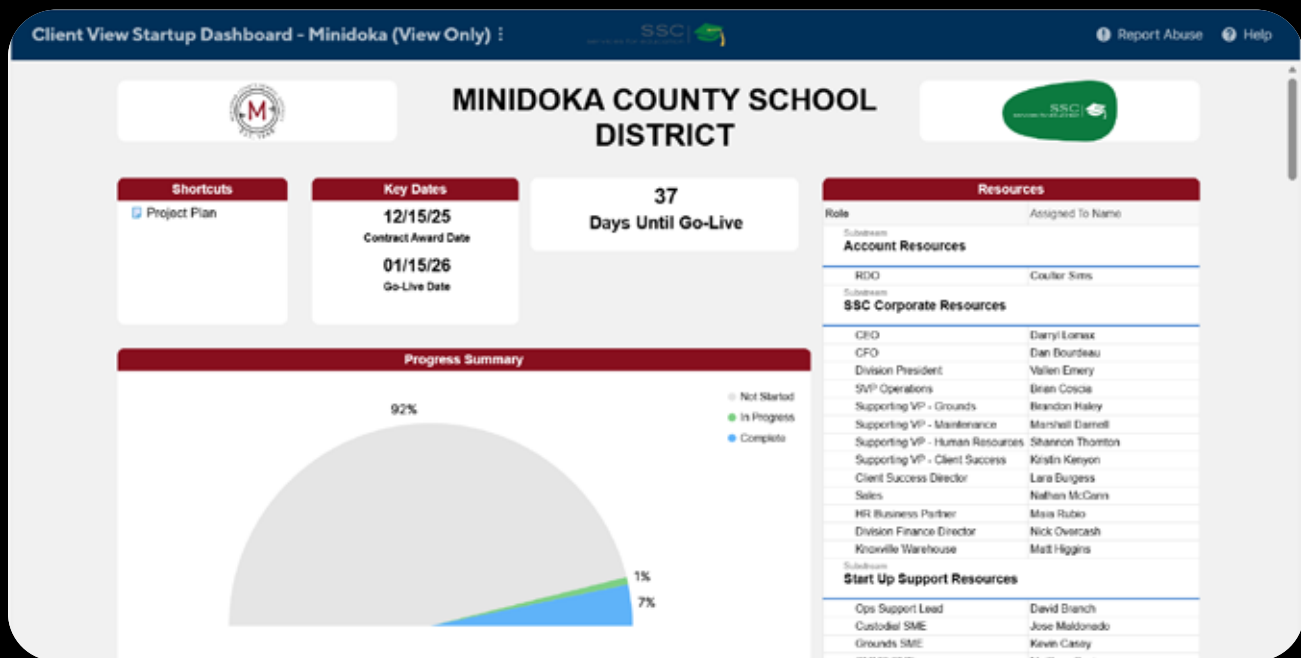 Client View Startup Dashboard - Minidoka (View Only)
SSC
Report Abuse
Help
M
MINIDOKA COUNTY SCHOOL
DISTRICT
SSC
Shortcuts
Project Plan
Key Dates
12/15/25
Contract Award Date
01/15/26
Go-Live Date
37
Days Until Go-Live
Progress Summary
92%
1%
7%
Not Started
In Progress
Complete
Resources
Role Assigned To Name
Substream
Account Resources
RDO Coulter Sims
Substream
SSC Corporate Resources
CEO Darryl Lomax
CFO Dan Bourdeau
Division President Vallen Emery
SVP Operations Brian Coscia
Supporting VP - Grounds Brandon Haley
Supporting VP - Maintenance Marshall Darnell
Supporting VP - Human Resources Shannon Thornton
Supporting VP - Client Success Kristin Kenyon
Client Success Director Lara Burgess
Sales Nathan McCann
HR Business Partner Maia Rubio
Division Finance Director Nick Overcash
Knoxville Warehouse Matt Higgins
Substream
Start Up Support Resources
Ops Support Lead David Branch
Custodial SME Jose Maldonado
Grounds SME Kevin Casey